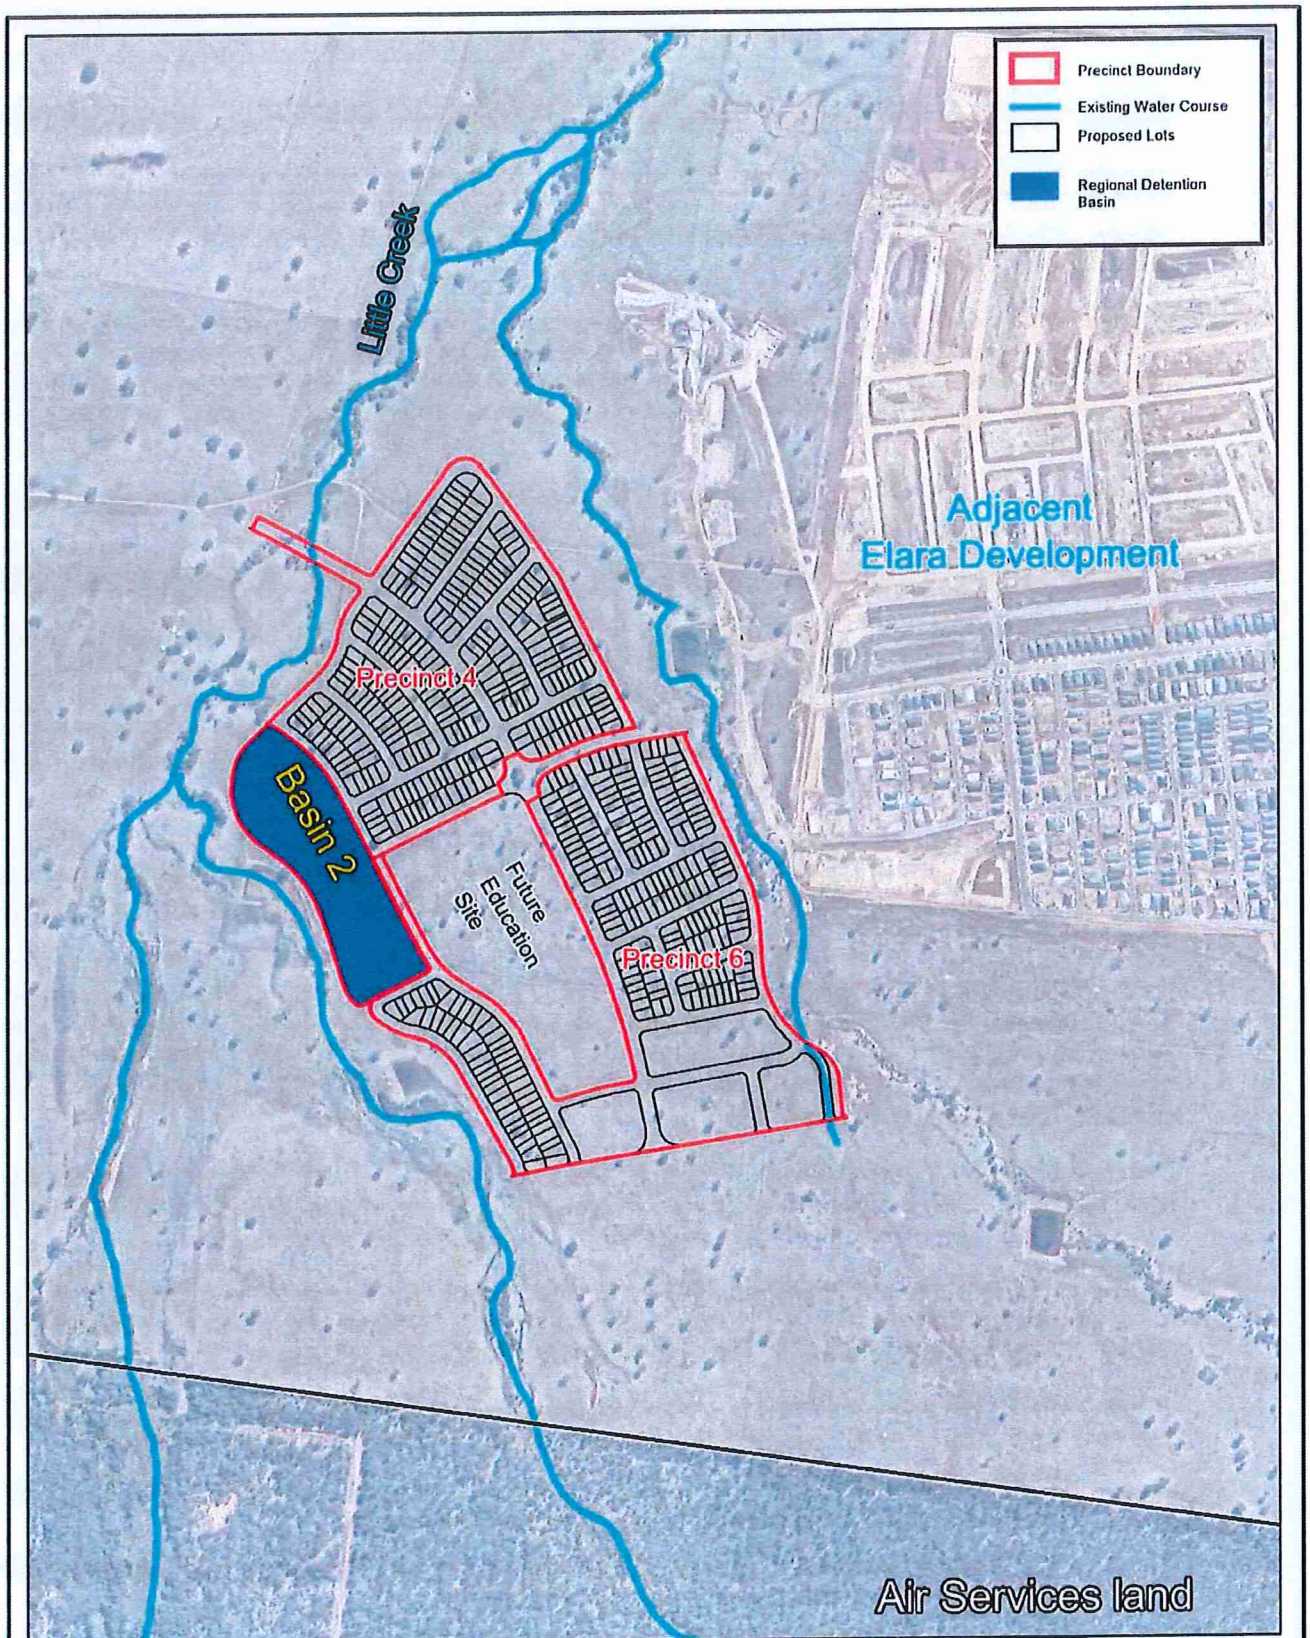 Precinct Boundary
Existing Water Course
Proposed Lots
Regional Detention
Basin
Little Creek
Adjacent
Elara Development
Precinct 4
Basin 2
Future
Education
Site
Precinct 6
Air Services land